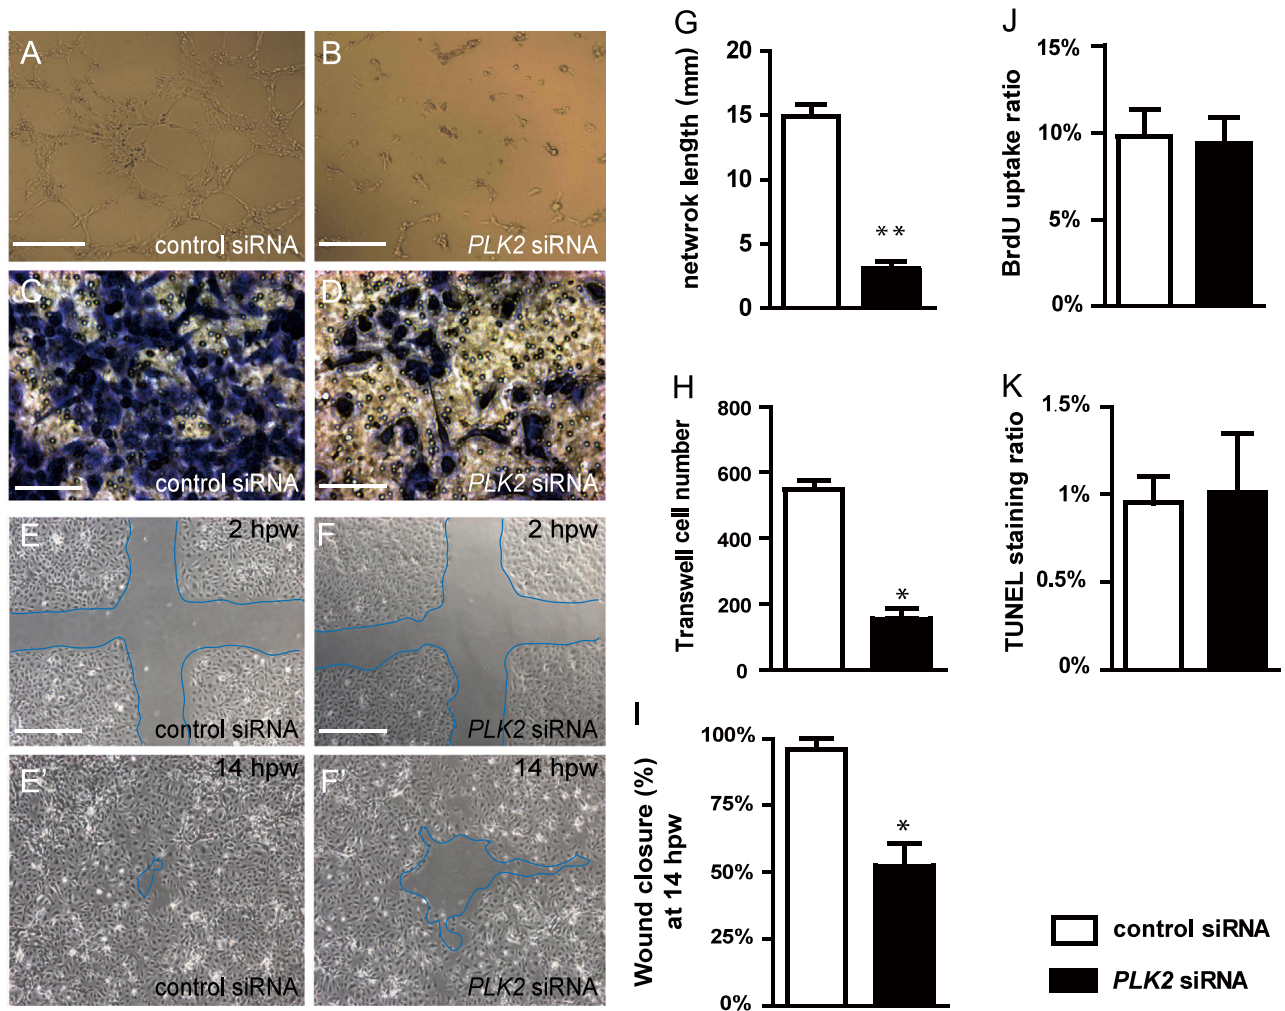 A
control siRNA
B
PLK2 siRNA
C
control siRNA
D
PLK2 siRNA
E
2 hpw
control siRNA
F
2 hpw
PLK2 siRNA
E'
14 hpw
control siRNA
F'
14 hpw
PLK2 siRNA
G
netwrok length (mm)
20
15
10
5
0
**
H
Transwell cell number
800
600
400
200
0
*
I
Wound closure (%)
at 14 hpw
100%
75%
50%
25%
0%
*
J
BrdU uptake ratio
15%
10%
5%
0%
K
TUNEL staining ratio
1.5%
1%
0.5%
0%
control siRNA
PLK2 siRNA